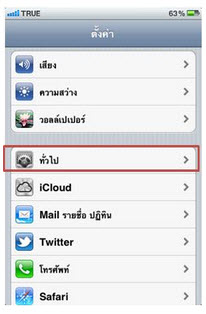 TRUE 63%
ตั้งค่า
เสียง
ความสว่าง
วอลล์เปเปอร์
ทั่วไป
iCloud
Mail รายชื่อ ปฏิทิน
Twitter
โทรศัพท์
Safari